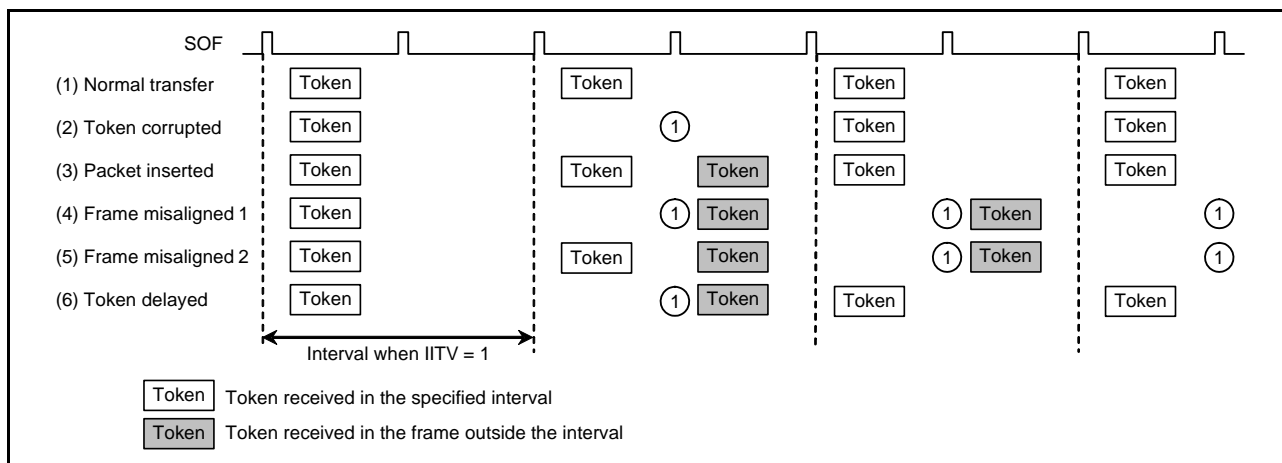 SOF
(1) Normal transfer Token Token Token Token
(2) Token corrupted Token 1 Token Token
(3) Packet inserted Token Token Token Token Token
(4) Frame misaligned 1 Token 1 Token 1 Token 1
(5) Frame misaligned 2 Token Token Token 1 Token 1
(6) Token delayed Token 1 Token Token Token
Interval when IITV = 1
Token Token received in the specified interval
Token Token received in the frame outside the interval